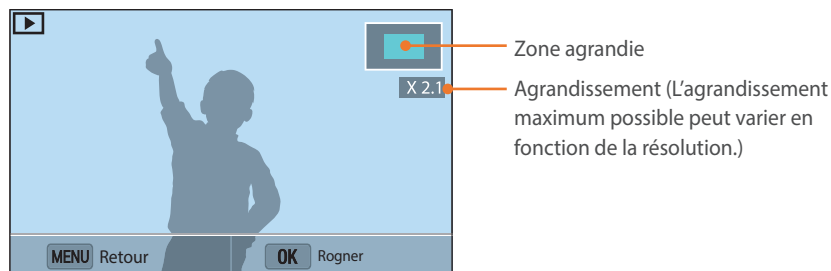 Zone agrandie
X 2.1
Agrandissement (L'agrandissement
maximum possible peut varier en
fonction de la résolution.)
MENU Retour
OK Rogner